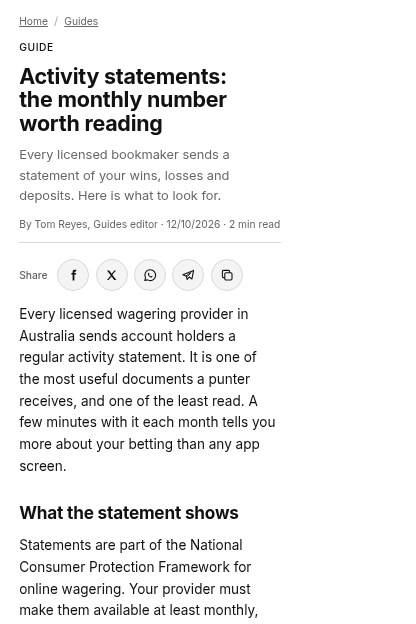 Home / Guides
GUIDE
Activity statements:
the monthly number
worth reading
Every licensed bookmaker sends a
statement of your wins, losses and
deposits. Here is what to look for.
By Tom Reyes, Guides editor · 12/10/2026 · 2 min read
Share
Every licensed wagering provider in
Australia sends account holders a
regular activity statement. It is one of
the most useful documents a punter
receives, and one of the least read. A
few minutes with it each month tells you
more about your betting than any app
screen.
What the statement shows
Statements are part of the National
Consumer Protection Framework for
online wagering. Your provider must
make them available at least monthly,